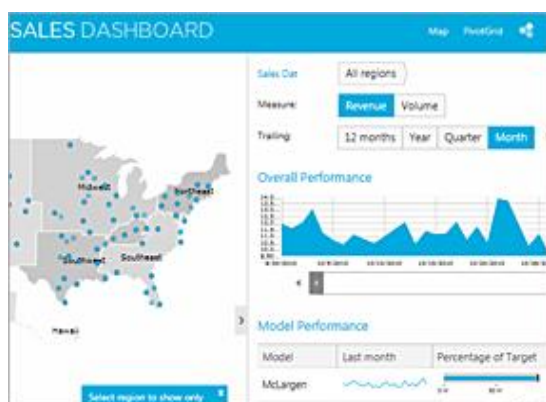 SALES DASHBOARD
Map PivotGrid
Sales Dat All regions
Measure: Revenue Volume
Trailing: 12 months Year Quarter Month
Midwest
Northeast
Southwest
Southeast
Hawaii
Overall Performance
Model Performance
Model Last month Percentage of Target
McLargen
Select region to show only